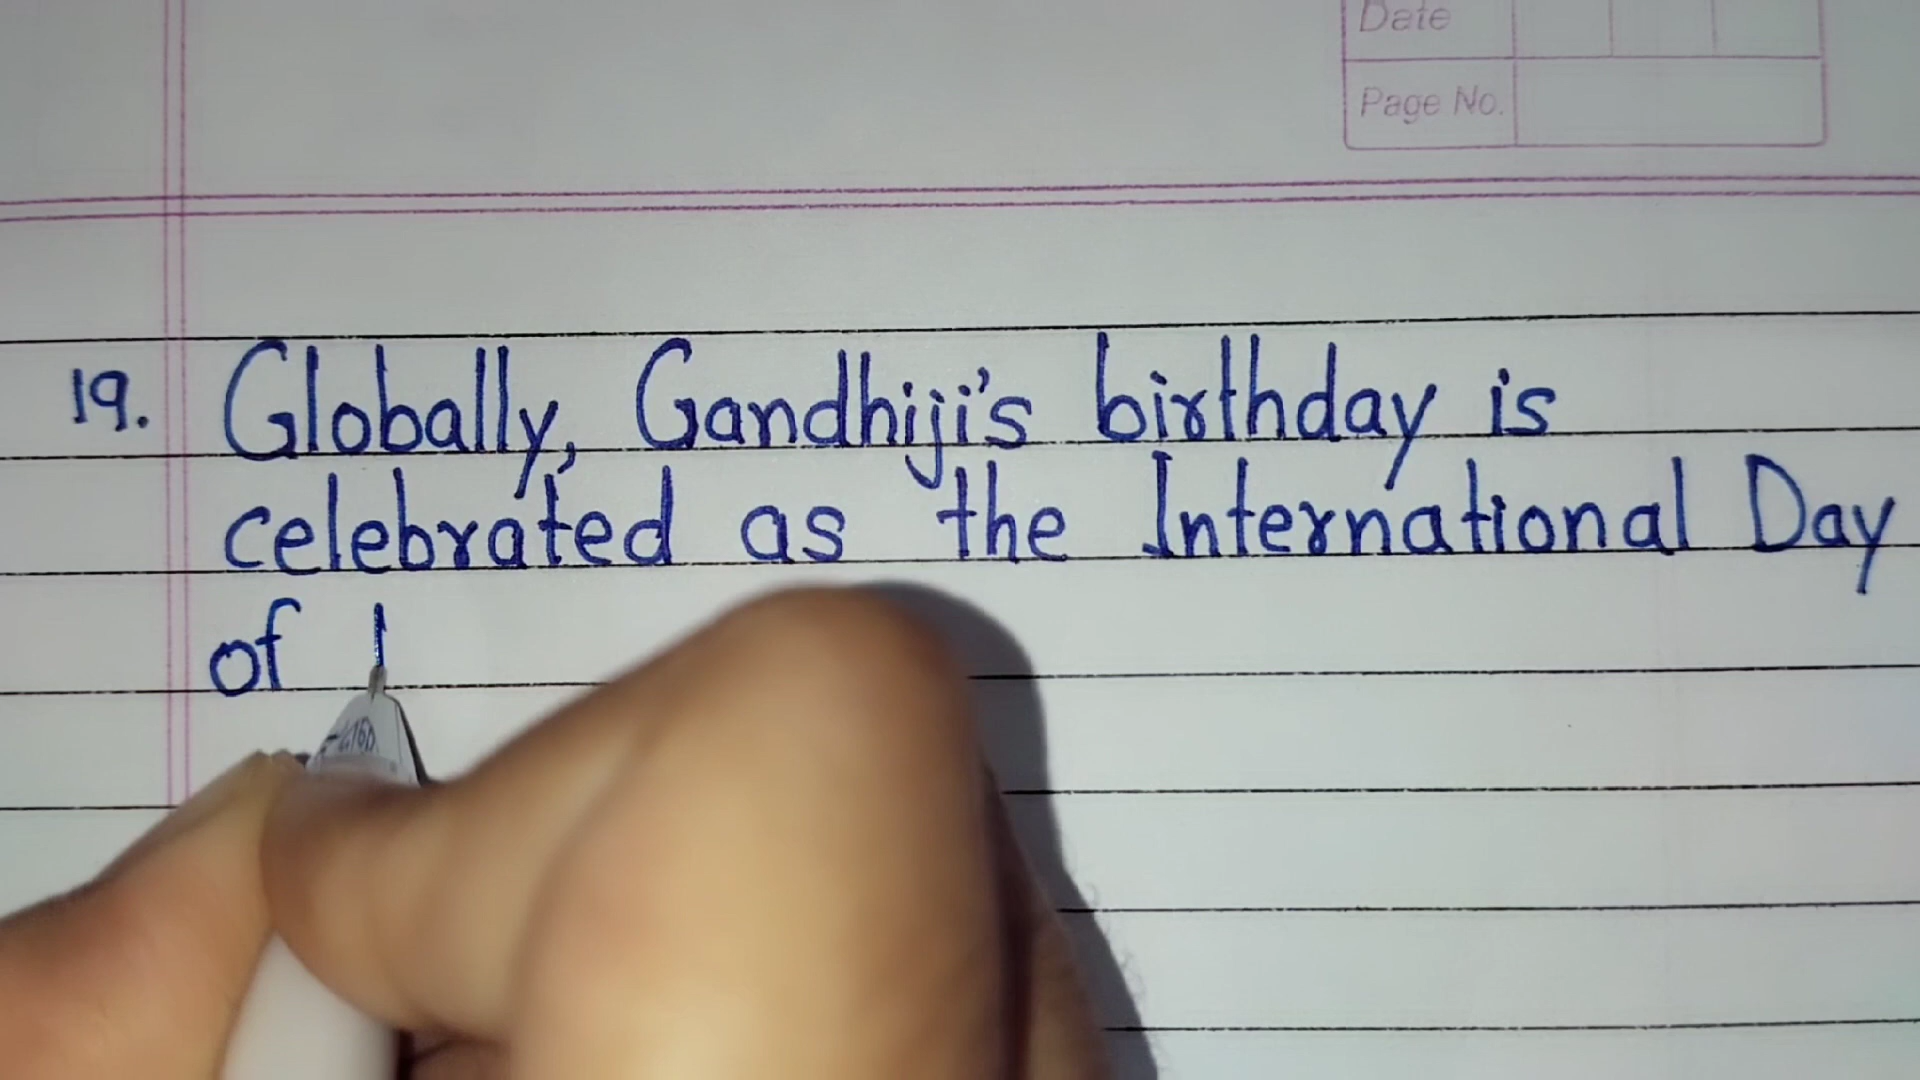 Date
Page No.
19. Globally, Gandhiji's birthday is
celebrated as the International Day
of